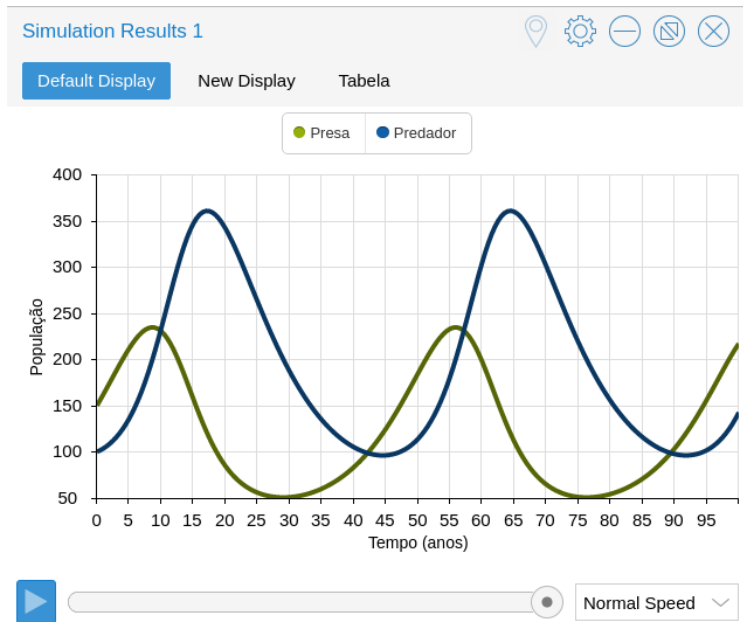 Simulation Results 1
Default Display New Display Tabela
Presa Predador
400
350
300
250
200
150
100
50
População
0 5 10 15 20 25 30 35 40 45 50 55 60 65 70 75 80 85 90 95
Tempo (anos)
Normal Speed